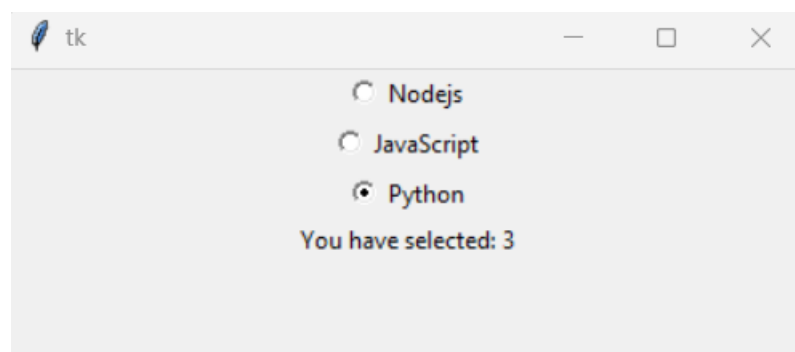 tk
Nodejs
JavaScript
Python
You have selected: 3